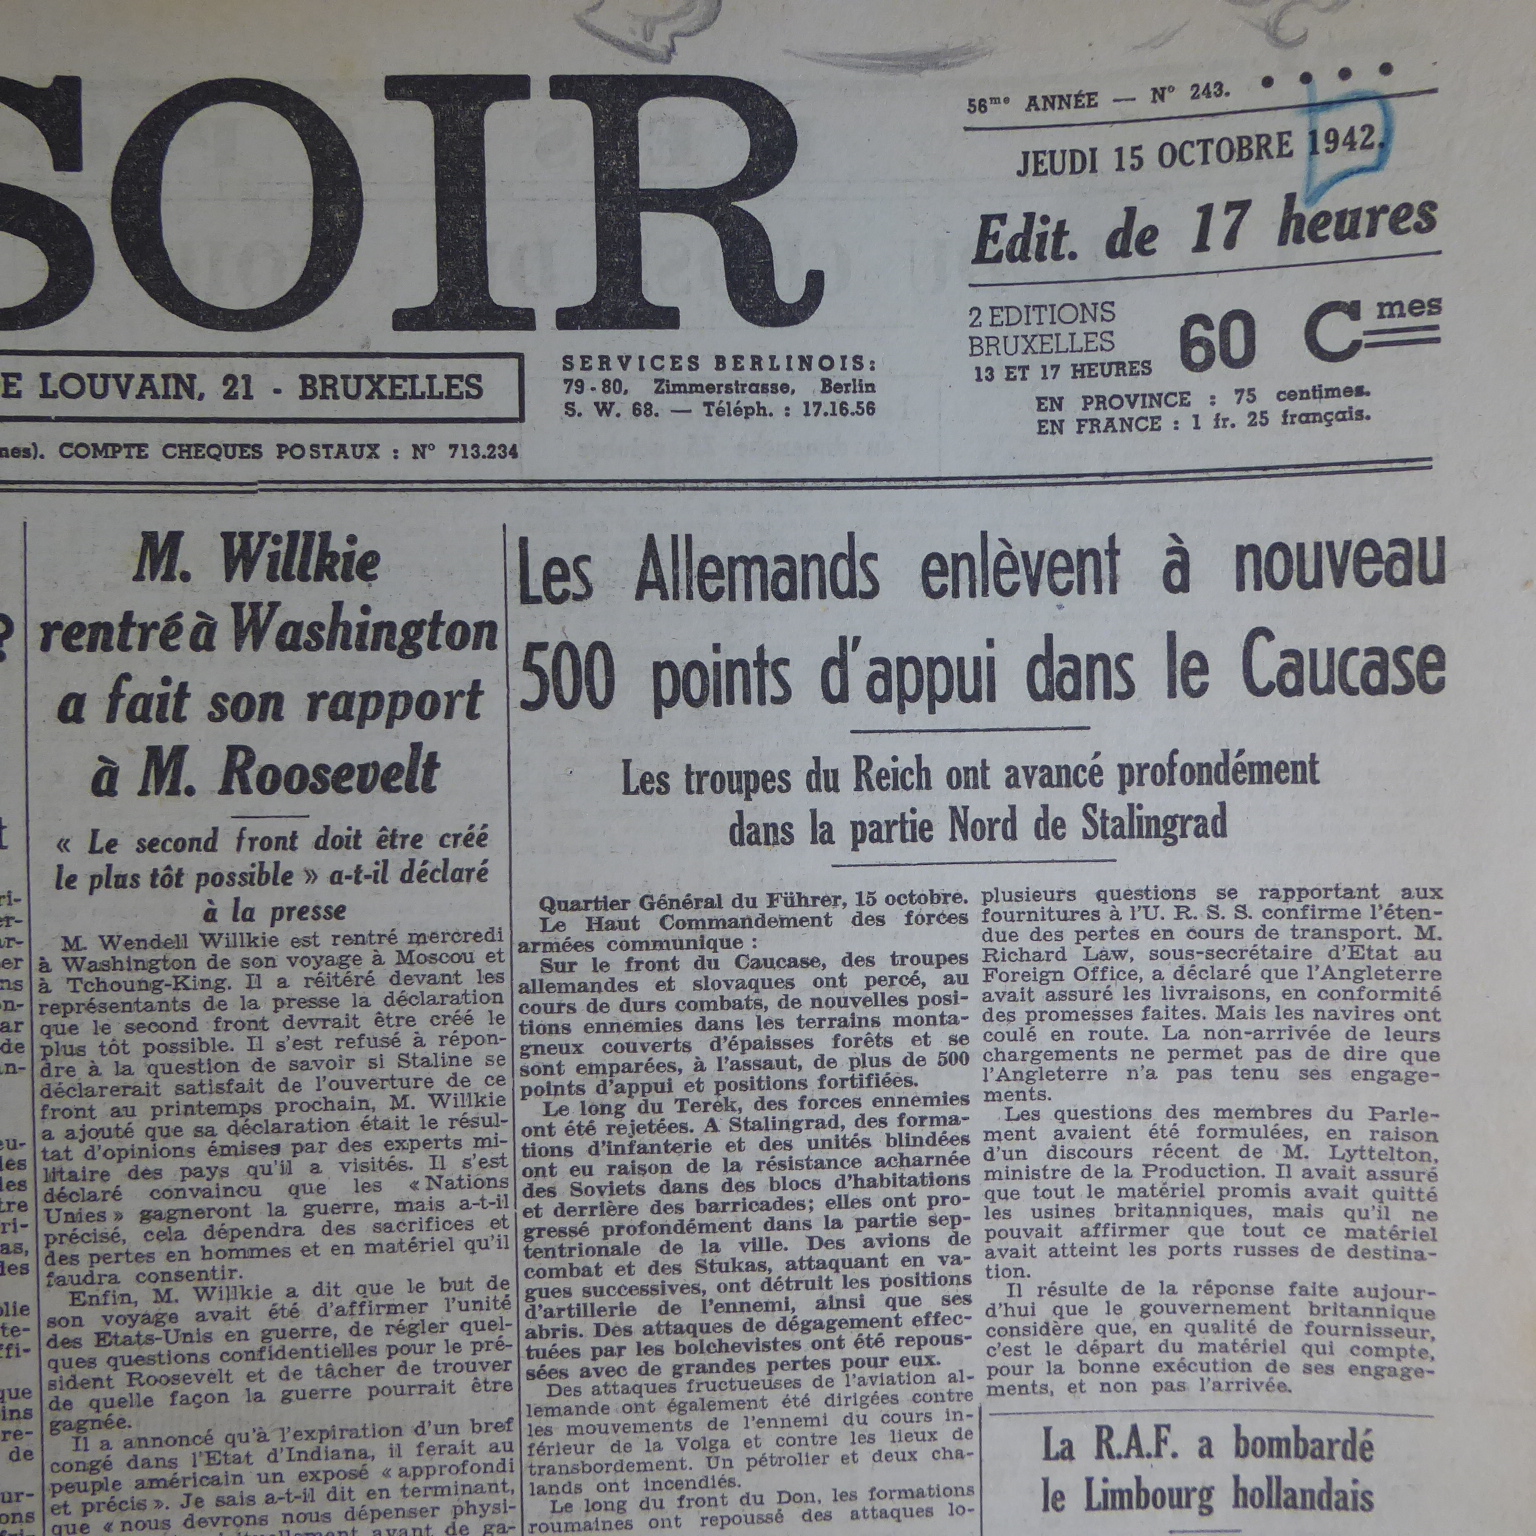 SOIR
56me ANNÉE — N° 243. • • • •
JEUDI 15 OCTOBRE 1942.
Edit. de 17 heures
2 EDITIONS
BRUXELLES
13 ET 17 HEURES
60 Cmes
EN PROVINCE : 75 centimes.
EN FRANCE : 1 fr. 25 français.
E LOUVAIN, 21 - BRUXELLES
SERVICES BERLINOIS:
79-80, Zimmerstrasse, Berlin
S. W. 68. — Téléph. : 17.16.56
nes). COMPTE CHEQUES POSTAUX : N° 713.234
M. Willkie
rentré à Washington
a fait son rapport
à M. Roosevelt
« Le second front doit être créé
le plus tôt possible » a-t-il déclaré
à la presse
M. Wendell Willkie est rentré mercredi
à Washington de son voyage à Moscou et
à Tchoung-King. Il a réitéré devant les
représentants de la presse la déclaration
que le second front devrait être créé le
plus tôt possible. Il s'est refusé à répon-
dre à la question de savoir si Staline se
déclarerait satisfait de l'ouverture de ce
front au printemps prochain, M. Willkie
a ajouté que sa déclaration était le résul-
tat d'opinions émises par des experts mi-
litaire des pays qu'il a visités. Il s'est
déclaré convaincu que les « Nations
Unies » gagneront la guerre, mais a-t-il
précisé, cela dépendra des sacrifices et
des pertes en hommes et en matériel qu'il
faudra consentir.
Enfin, M. Willkie a dit que le but de
son voyage avait été d'affirmer l'unité
des Etats-Unis en guerre, de régler quel-
ques questions confidentielles pour le pré-
sident Roosevelt et de tâcher de trouver
de quelle façon la guerre pourrait être
gagnée.
Il a annoncé qu'à l'expiration d'un bref
congé dans l'Etat d'Indiana, il ferait au
peuple américain un exposé « approfondi
et précis ». Je sais a-t-il dit en terminant,
que « nous devrons nous dépenser physi-
avant de ga-
Les Allemands enlèvent à nouveau
500 points d'appui dans le Caucase
Les troupes du Reich ont avancé profondément
dans la partie Nord de Stalingrad
Quartier Général du Führer, 15 octobre.
Le Haut Commandement des forces
armées communique :
Sur le front du Caucase, des troupes
allemandes et slovaques ont percé, au
cours de durs combats, de nouvelles posi-
tions ennemies dans les terrains monta-
gneux couverts d'épaisses forêts et se
sont emparées, à l'assaut, de plus de 500
points d'appui et positions fortifiées.
Le long du Terek, des forces ennemies
ont été rejetées. A Stalingrad, des forma-
tions d'infanterie et des unités blindées
ont eu raison de la résistance acharnée
des Soviets dans des blocs d'habitations
et derrière des barricades; elles ont pro-
gressé profondément dans la partie sep-
tentrionale de la ville. Des avions de
combat et des Stukas, attaquant en va-
gues successives, ont détruit les positions
d'artillerie de l'ennemi, ainsi que ses
abris. Des attaques de dégagement effec-
tuées par les bolchevistes ont été repous-
sées avec de grandes pertes pour eux.
Des attaques fructueuses de l'aviation al-
lemande ont également été dirigées contre
les mouvements de l'ennemi du cours in-
férieur de la Volga et contre les lieux de
transbordement. Un pétrolier et deux cha-
lands ont incendiés.
Le long du front du Don, les formations
roumaines ont repoussé des attaques lo-
plusieurs questions se rapportant aux
fournitures à l'U. R. S. S. confirme l'éten-
due des pertes en cours de transport. M.
Richard Law, sous-secrétaire d'Etat au
Foreign Office, a déclaré que l'Angleterre
avait assuré les livraisons, en conformité
des promesses faites. Mais les navires ont
coulé en route. La non-arrivée de leurs
chargements ne permet pas de dire que
l'Angleterre n'a pas tenu ses engage-
ments.
Les questions des membres du Parle-
ment avaient été formulées, en raison
d'un discours récent de M. Lyttelton,
ministre de la Production. Il avait assuré
que tout le matériel promis avait quitté
les usines britanniques, mais qu'il ne
pouvait affirmer que tout ce matériel
avait atteint les ports russes de destina-
tion.
Il résulte de la réponse faite aujour-
d'hui que le gouvernement britannique
considère que, en qualité de fournisseur,
c'est le départ du matériel qui compte,
pour la bonne exécution de ses engage-
ments, et non pas l'arrivée.
La R.A.F. a bombardé
le Limbourg hollandais